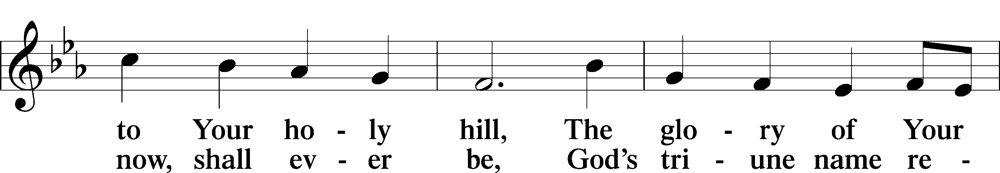 to Your ho - ly hill, The glo - ry of Your
now, shall ev - er be, God’s tri - une name re -